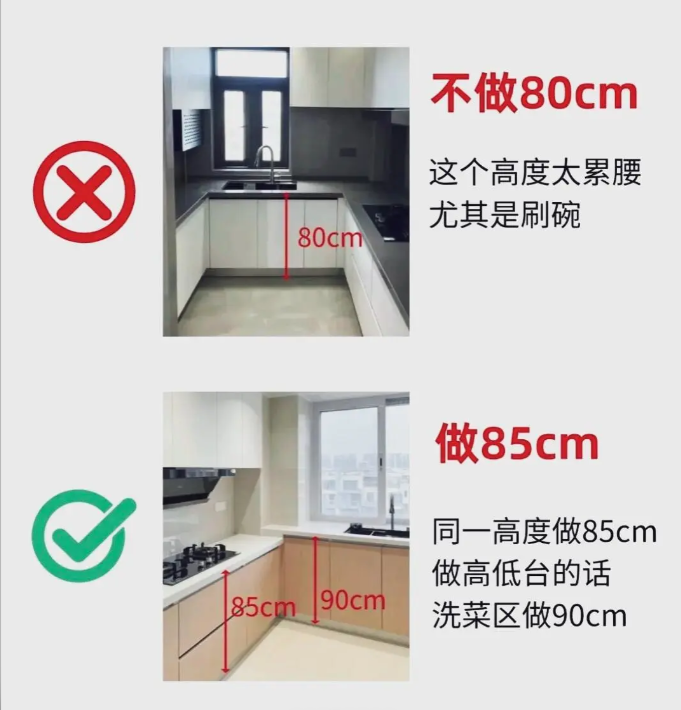 不做80cm
这个高度太累腰
尤其是刷碗
80cm
做85cm
同一高度做85cm
做高低台的话
洗菜区做90cm
85cm
90cm